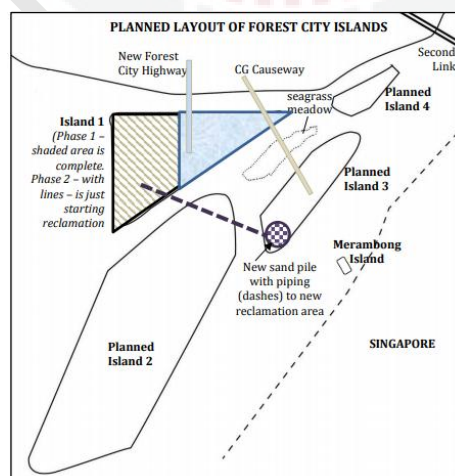 PLANNED LAYOUT OF FOREST CITY ISLANDS
New Forest
City Highway
CG Causeway
Second
Link
seagrass
meadow
Planned
Island 4
Island 1
(Phase 1 –
shaded area is
complete.
Phase 2 – with
lines – is just
starting
reclamation
Planned
Island 3
Merambong
Island
New sand pile
with piping
(dashes) to new
reclamation area
Planned
Island 2
SINGAPORE